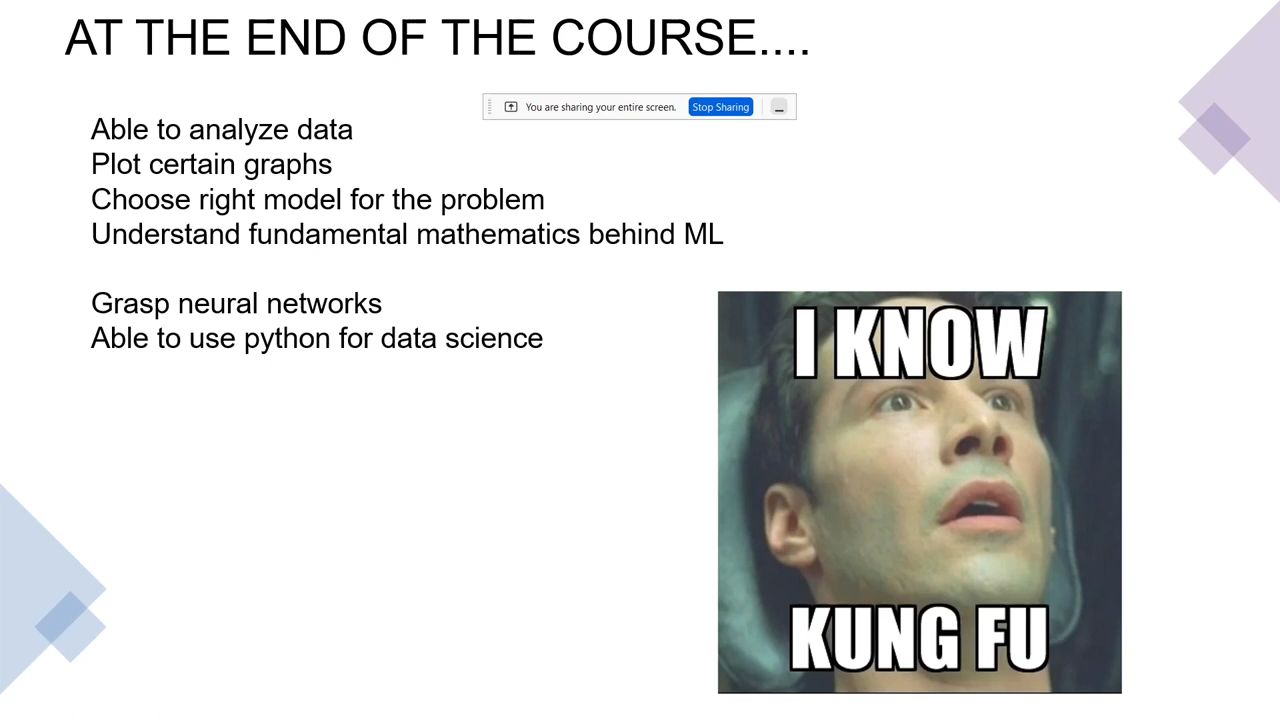 AT THE END OF THE COURSE....
You are sharing your entire screen. Stop Sharing
Able to analyze data
Plot certain graphs
Choose right model for the problem
Understand fundamental mathematics behind ML
Grasp neural networks
Able to use python for data science
I KNOW
KUNG FU